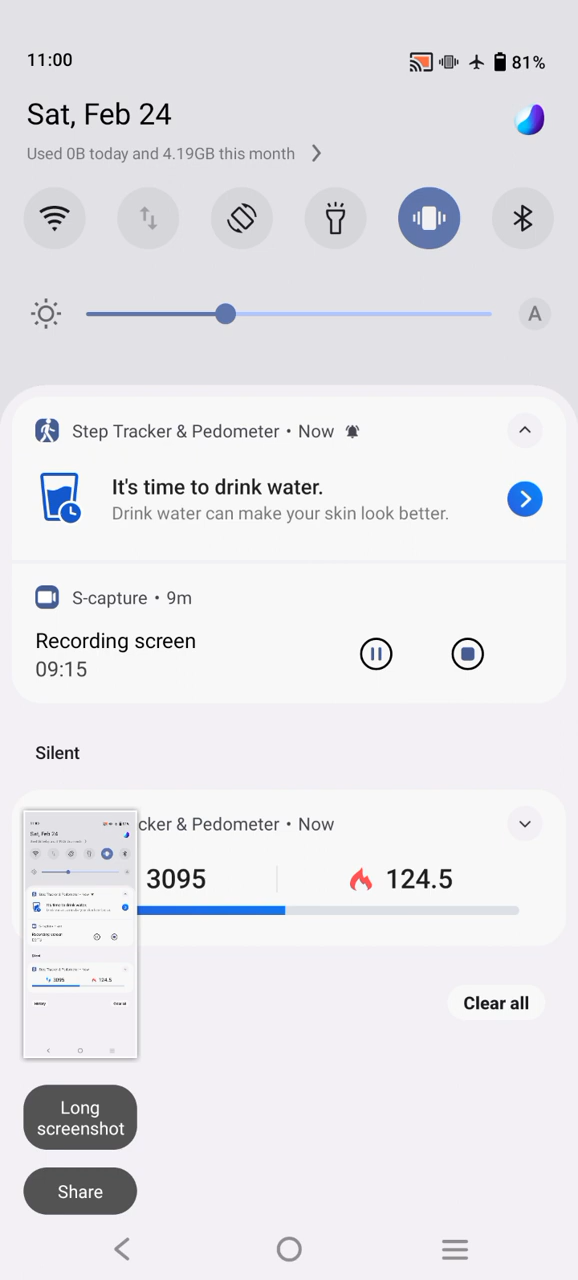 11:00
81%
Sat, Feb 24
Used 0B today and 4.19GB this month
A
Step Tracker & Pedometer • Now
It's time to drink water.
Drink water can make your skin look better.
S-capture • 9m
Recording screen
09:15
Silent
cker & Pedometer • Now
3095
124.5
Clear all
Long
screenshot
Share